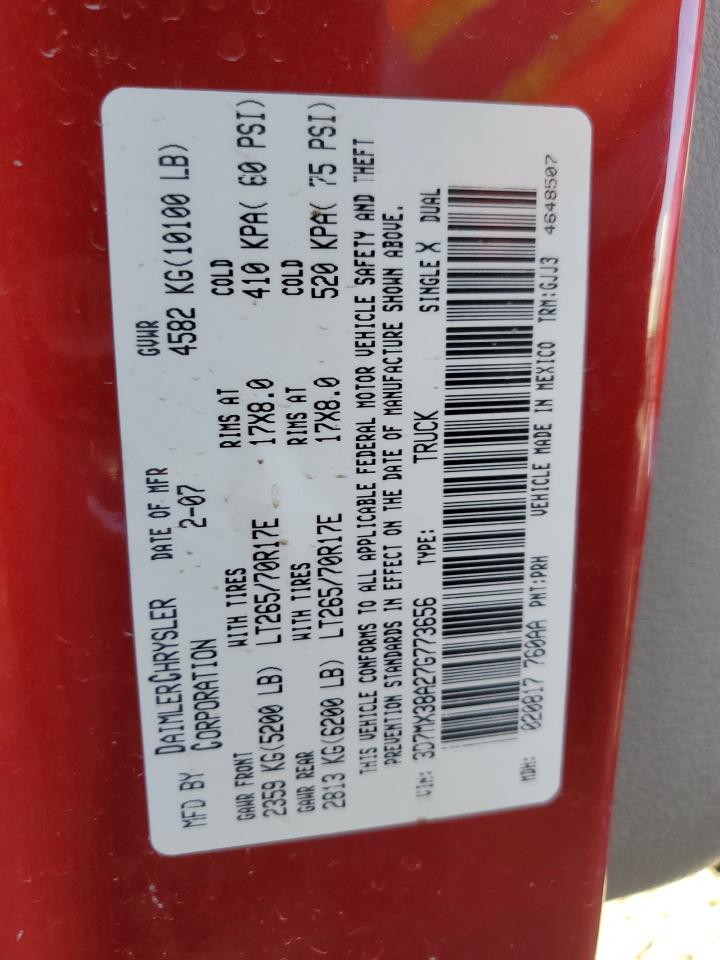 MFD BY DAIMLERCHRYSLER CORPORATION DATE OF MFR 2-07 GVWR 4582 KG(10100 LB)
GAWR FRONT WITH TIRES RIMS AT COLD
2359 KG(5200 LB) LT265/70R17E 17X8.0 410 KPA( 60 PSI)
GAWR REAR WITH TIRES RIMS AT COLD
2813 KG(6200 LB) LT265/70R17E 17X8.0 520 KPA( 75 PSI)
THIS VEHICLE CONFORMS TO ALL APPLICABLE FEDERAL MOTOR VEHICLE SAFETY AND THEFT
PREVENTION STANDARDS IN EFFECT ON THE DATE OF MANUFACTURE SHOWN ABOVE.
VIN: 3D7MX38A27G773656 TYPE: TRUCK SINGLE X DUAL
MDH: 020817 760AA PNT:PRH VEHICLE MADE IN MEXICO TRM:GJJ3 4648507